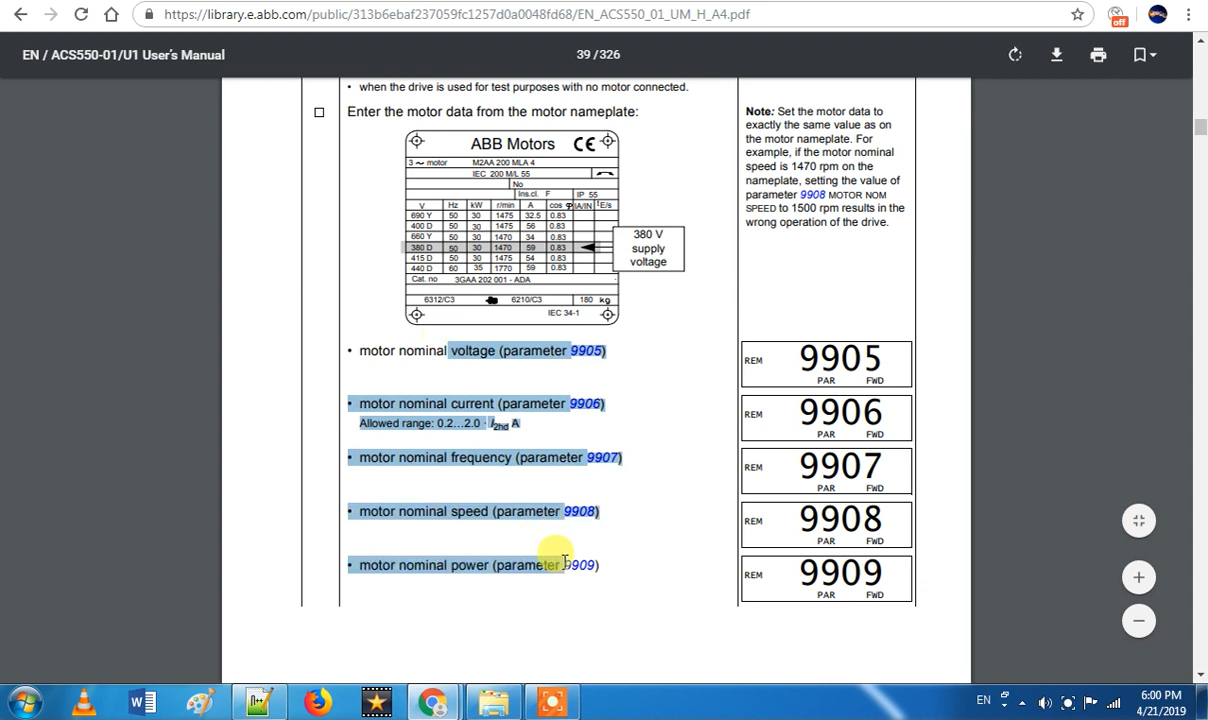 https://library.e.abb.com/public/313b6ebaf237059fc1257d0a0048fd68/EN_ACS550_01_UM_H_A4.pdf
off
EN / ACS550-01/U1 User's Manual
39 / 326
• when the drive is used for test purposes with no motor connected.
Enter the motor data from the motor nameplate:
ABB Motors CE
3 ~ motor M2AA 200 MLA 4
IEC 200 M/L 55
No
Ins.cl. F IP 55
V Hz kW r/min A cos φ IA/IN tE/s
690 Y 50 30 1475 32.5 0.83
400 D 50 30 1475 56 0.83
660 Y 50 30 1470 34 0.83
380 D 50 30 1470 59 0.83
415 D 50 30 1475 54 0.83
440 D 60 35 1770 59 0.83
Cat. no 3GAA 202 001 - ADA
6312/C3 6210/C3 180 kg
IEC 34-1
380 V
supply
voltage
Note: Set the motor data to
exactly the same value as on
the motor nameplate. For
example, if the motor nominal
speed is 1470 rpm on the
nameplate, setting the value of
parameter 9908 MOTOR NOM
SPEED to 1500 rpm results in the
wrong operation of the drive.
• motor nominal voltage (parameter 9905)
REM 9905
PAR FWD
• motor nominal current (parameter 9906)
Allowed range: 0.2…2.0 · I2hd A
REM 9906
PAR FWD
• motor nominal frequency (parameter 9907)
REM 9907
PAR FWD
• motor nominal speed (parameter 9908)
REM 9908
PAR FWD
• motor nominal power (parameter 9909)
REM 9909
PAR FWD
EN
6:00 PM
4/21/2019